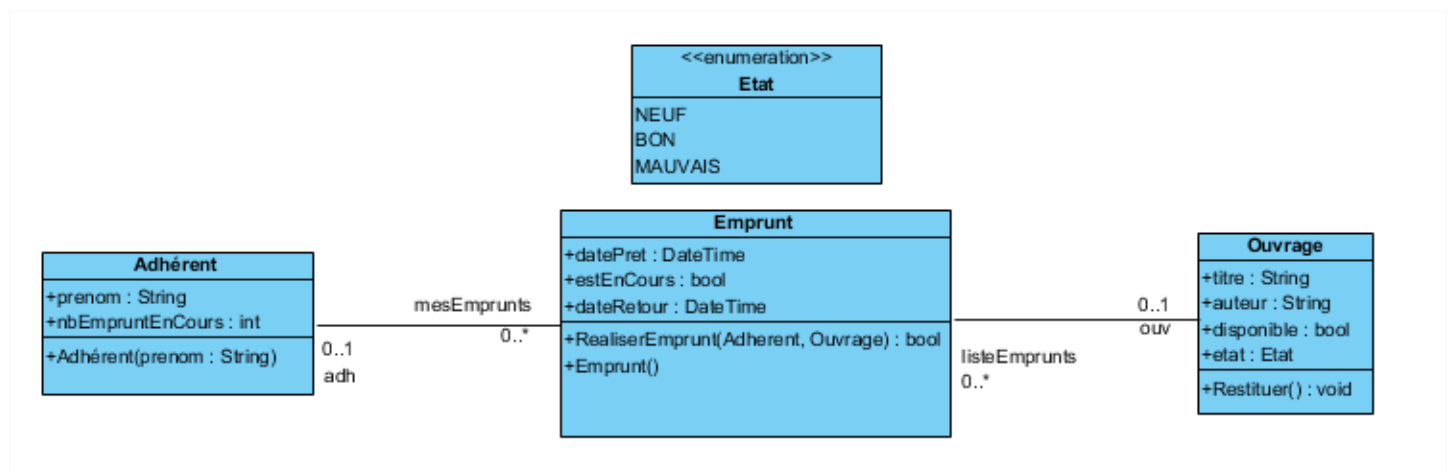 <<enumeration>>
Etat
NEUF
BON
MAUVAIS
Adhérent
+prenom : String
+nbEmpruntEnCours : int
+Adhérent(prenom : String)
mesEmprunts
0..*
0..1
adh
Emprunt
+datePret : DateTime
+estEnCours : bool
+dateRetour : DateTime
+RealiserEmprunt(Adherent, Ouvrage) : bool
+Emprunt()
0..1
ouv
listeEmprunts
0..*
Ouvrage
+titre : String
+auteur : String
+disponible : bool
+etat : Etat
+Restituer() : void